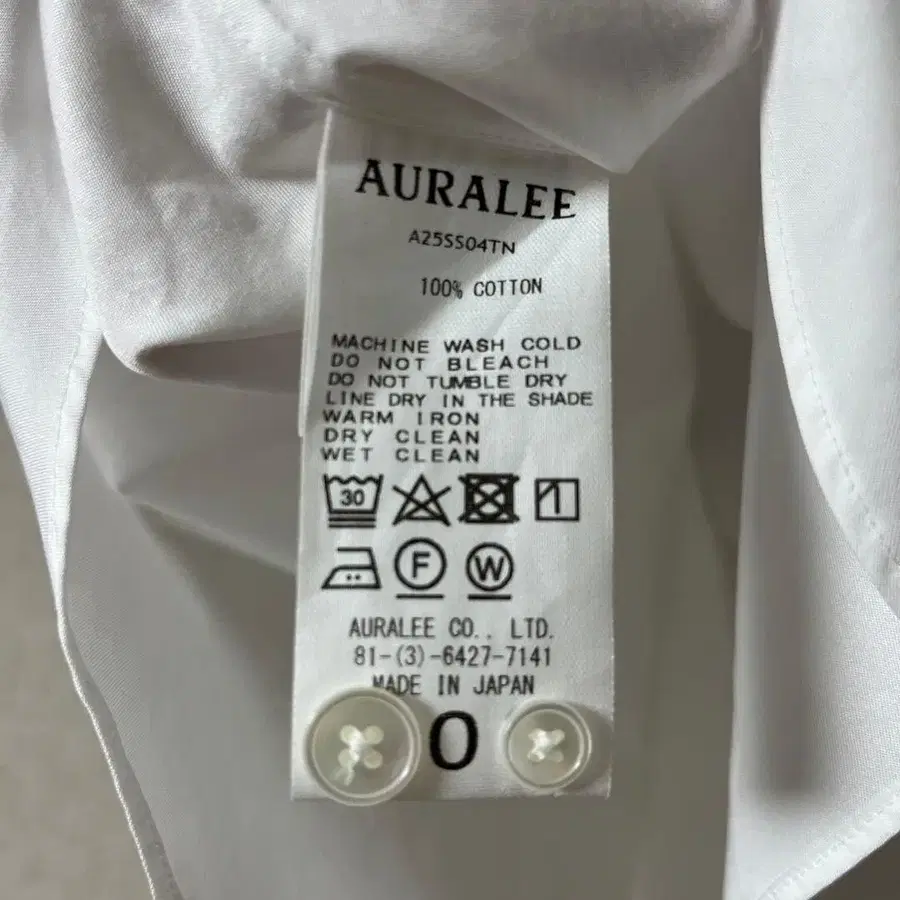 AURALEE
A25SS04TN
100% COTTON
MACHINE WASH COLD
DO NOT BLEACH
DO NOT TUMBLE DRY
LINE DRY IN THE SHADE
WARM IRON
DRY CLEAN
WET CLEAN
30
F W
AURALEE CO., LTD.
81-(3)-6427-7141
MADE IN JAPAN
0